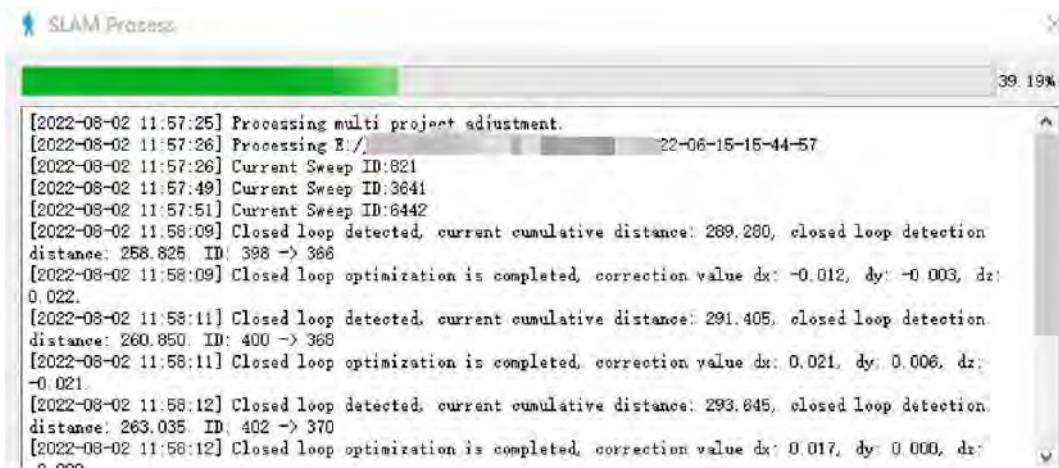 SLAM Process
39.19%
[2022-08-02 11:57:25] Processing multi project adjustment.
[2022-08-02 11:57:26] Processing E:/ 22-06-15-15-44-57
[2022-08-02 11:57:26] Current Sweep ID:821
[2022-08-02 11:57:49] Current Sweep ID:3641
[2022-08-02 11:57:51] Current Sweep ID:6442
[2022-08-02 11:58:09] Closed loop detected, current cumulative distance: 289.280, closed loop detection
distance: 258.825. ID: 398 -> 366
[2022-08-02 11:58:09] Closed loop optimization is completed, correction value dx: -0.012, dy: -0.003, dz:
0.022.
[2022-08-02 11:58:11] Closed loop detected, current cumulative distance: 291.405, closed loop detection
distance: 260.850. ID: 400 -> 368
[2022-08-02 11:58:11] Closed loop optimization is completed, correction value dx: 0.021, dy: 0.006, dz:
-0.021.
[2022-08-02 11:58:12] Closed loop detected, current cumulative distance: 293.645, closed loop detection
distance: 263.035. ID: 402 -> 370
[2022-08-02 11:58:12] Closed loop optimization is completed, correction value dx: 0.017, dy: 0.000, dz: